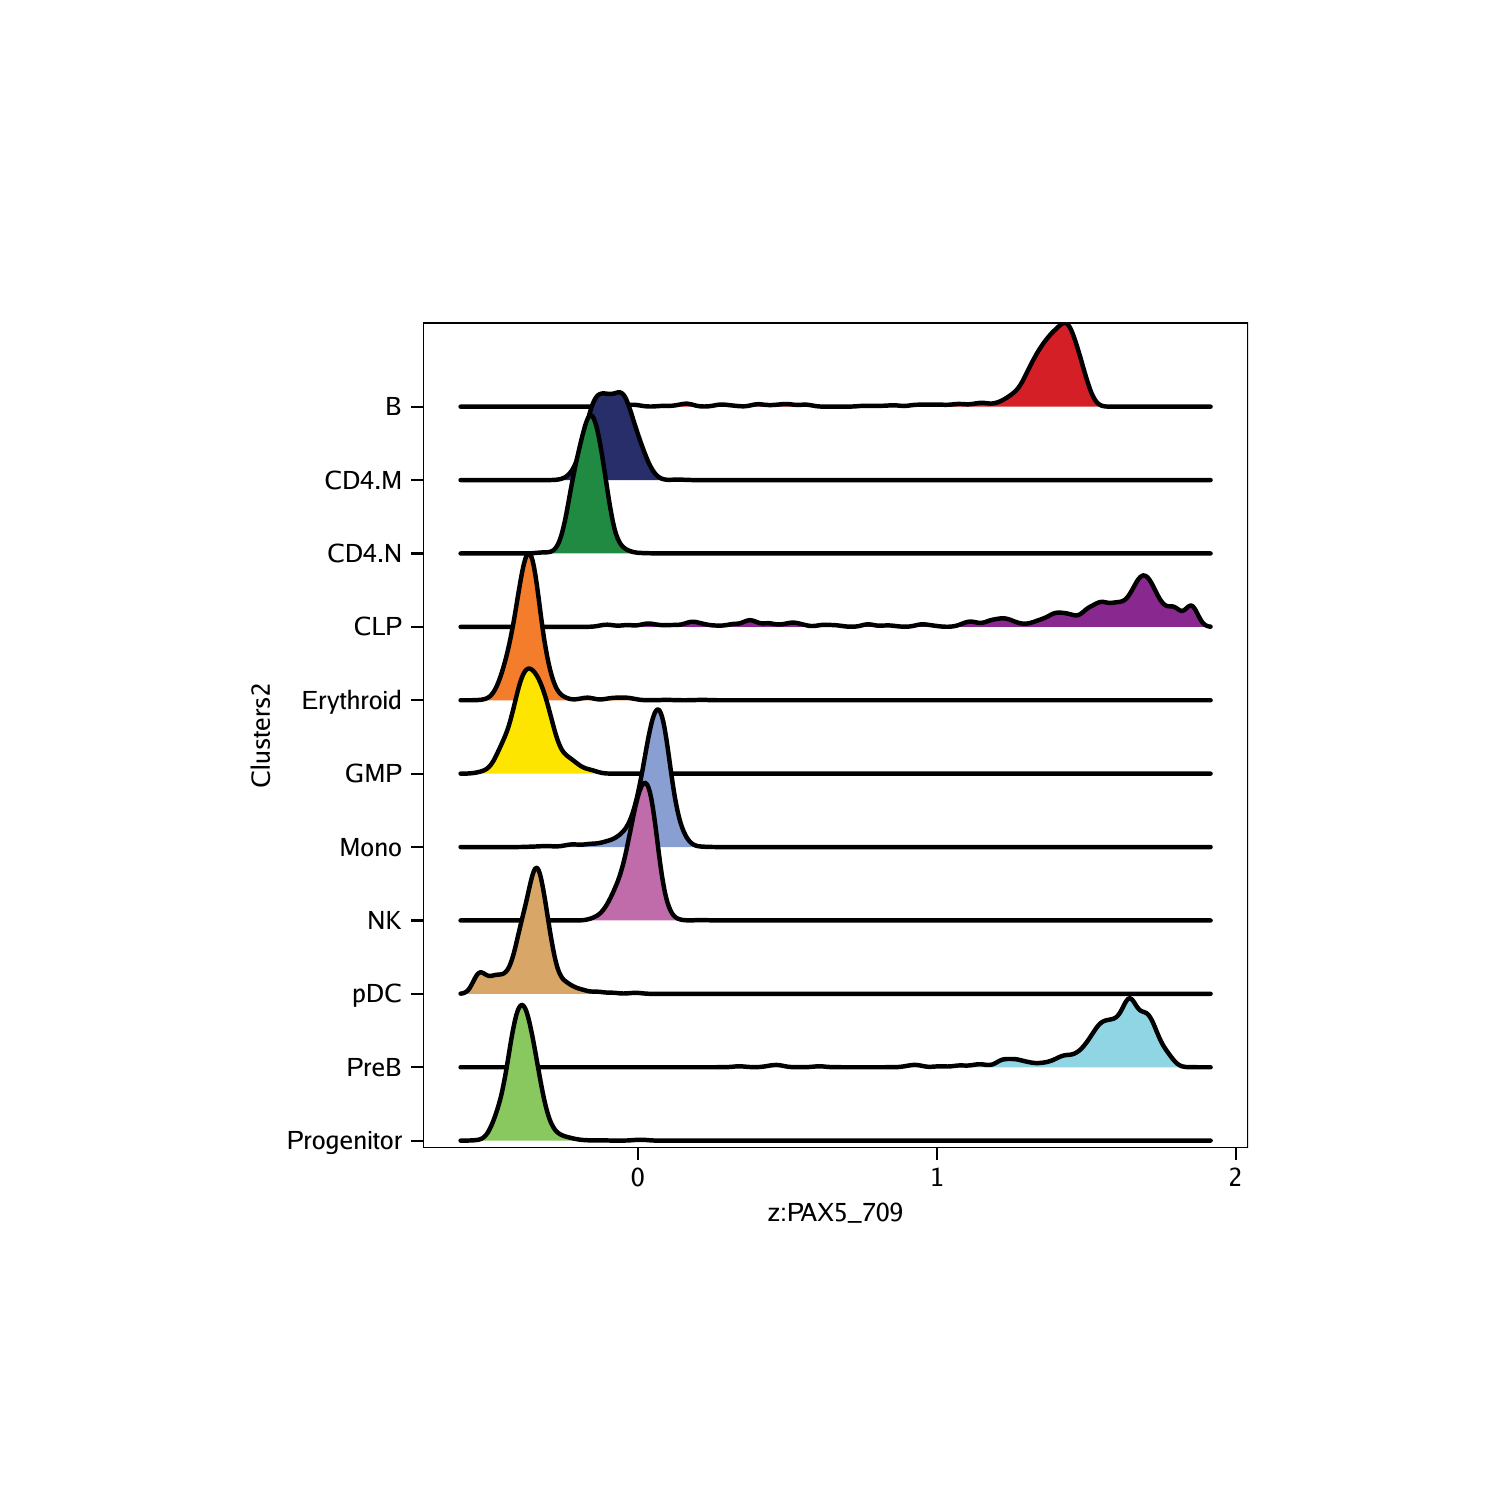 B
CD4.M
CD4.N
CLP
Erythroid
GMP
Mono
NK
pDC
PreB
Progenitor
Clusters2
0 1 2
z:PAX5_709